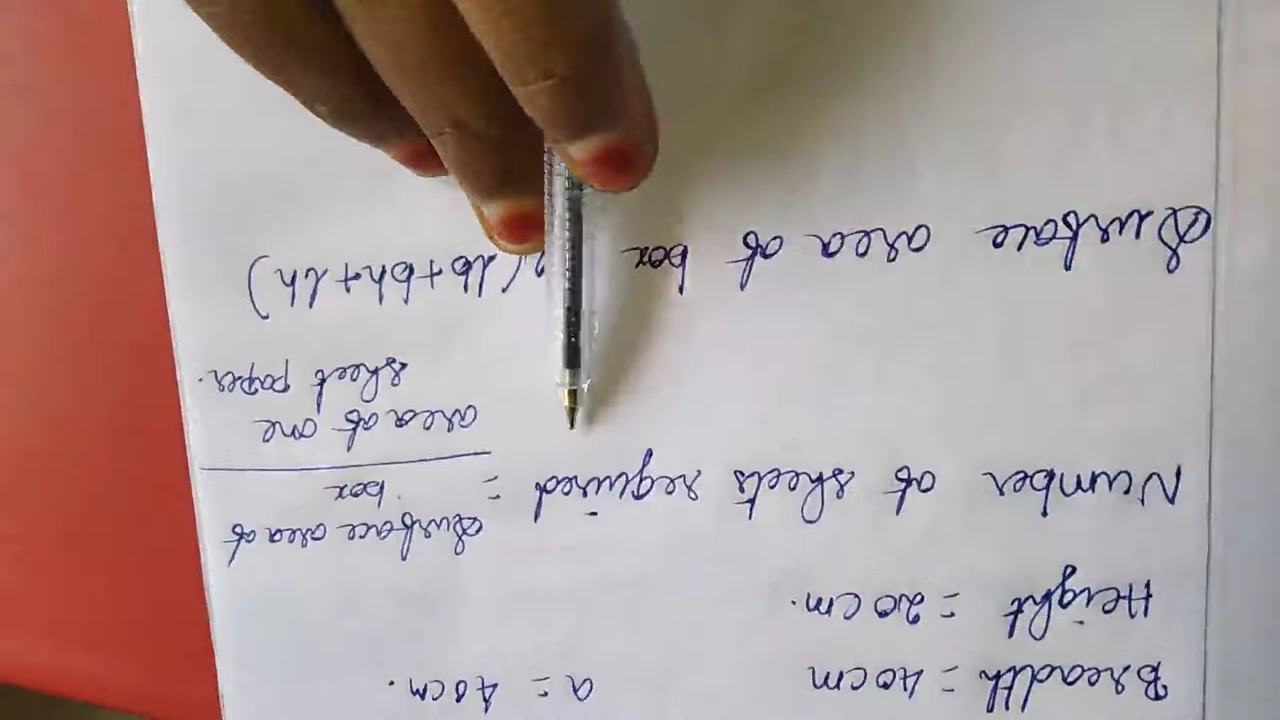 Breadth = 40cm a = 40cm.
Height = 20cm.
Number of sheets required = Surface area of box / area of one sheet paper.
Surface area of box (lb+bh+lh)